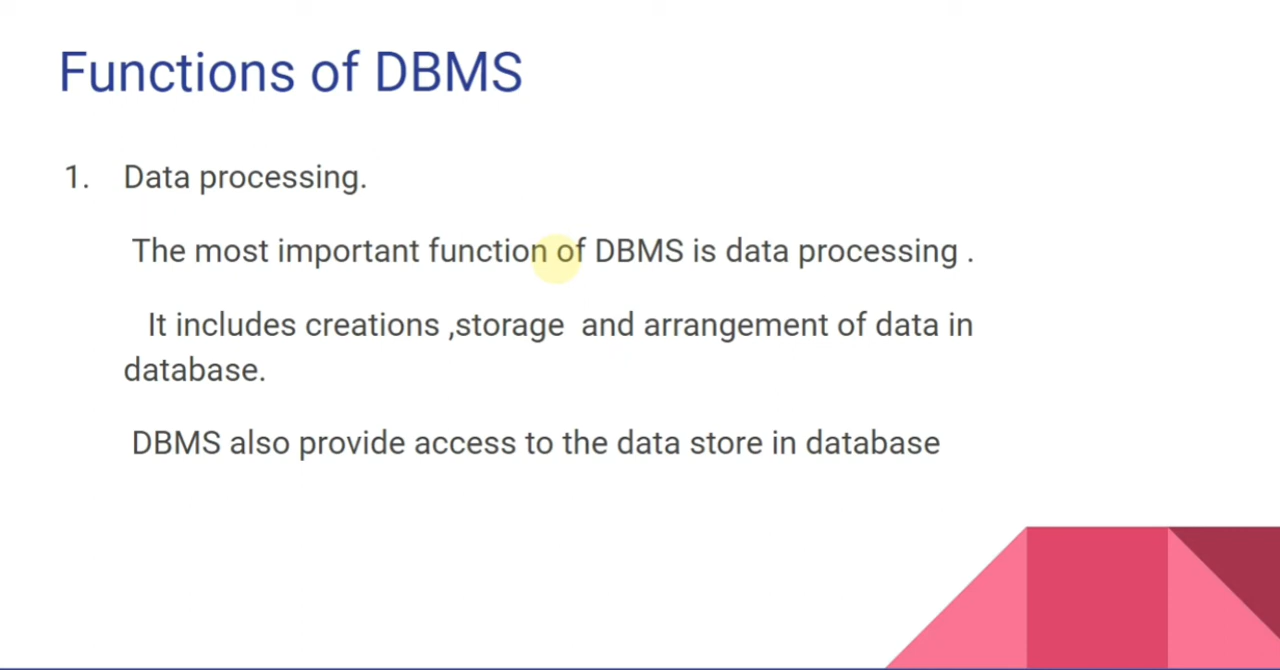 Functions of DBMS
1. Data processing.
The most important function of DBMS is data processing .
It includes creations ,storage and arrangement of data in
database.
DBMS also provide access to the data store in database